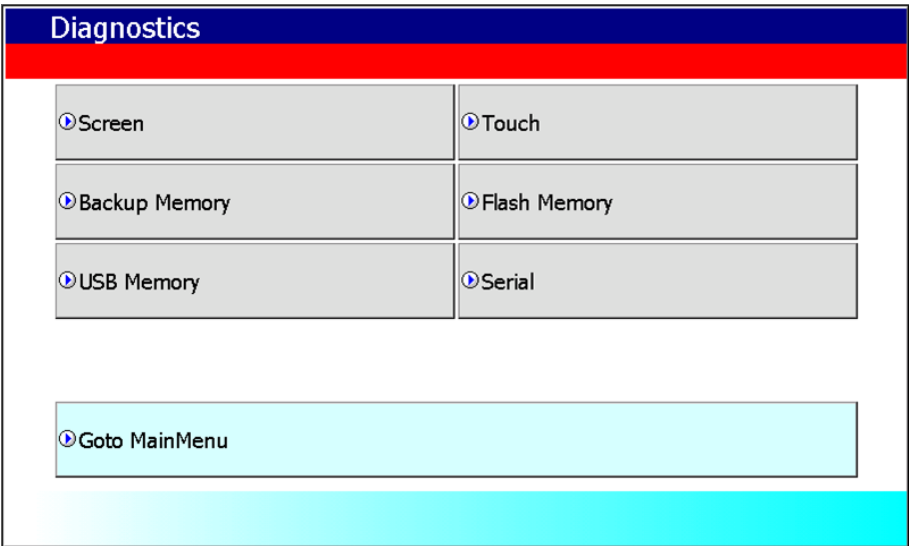 Diagnostics
Screen
Touch
Backup Memory
Flash Memory
USB Memory
Serial
Goto MainMenu